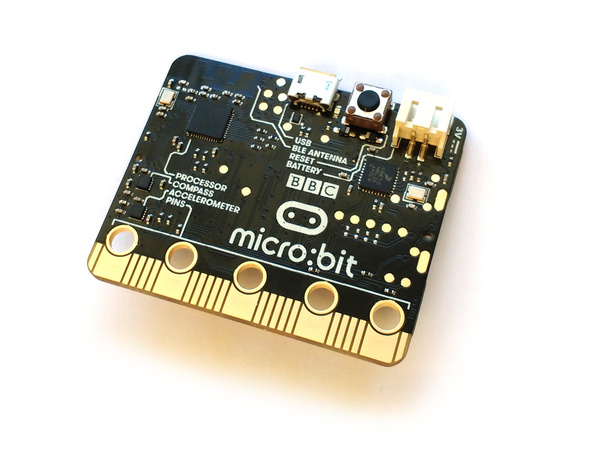 3V
USB
BLE ANTENNA
RESET
BATTERY
BBC
PROCESSOR
COMPASS
ACCELEROMETER
PINS
micro:bit